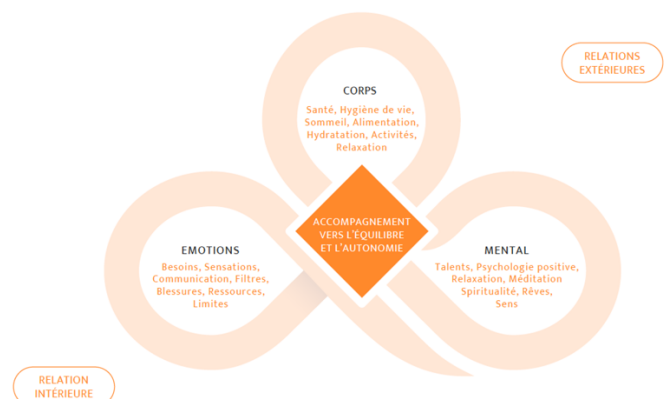 RELATIONS
EXTÉRIEURES
CORPS
Santé, Hygiène de vie,
Sommeil, Alimentation,
Hydratation, Activités,
Relaxation
ACCOMPAGNEMENT
VERS L'ÉQUILIBRE
ET L'AUTONOMIE
EMOTIONS
Besoins, Sensations,
Communication, Filtres,
Blessures, Ressources,
Limites
MENTAL
Talents, Psychologie positive,
Relaxation, Méditation
Spiritualité, Rêves,
Sens
RELATION
INTÉRIEURE